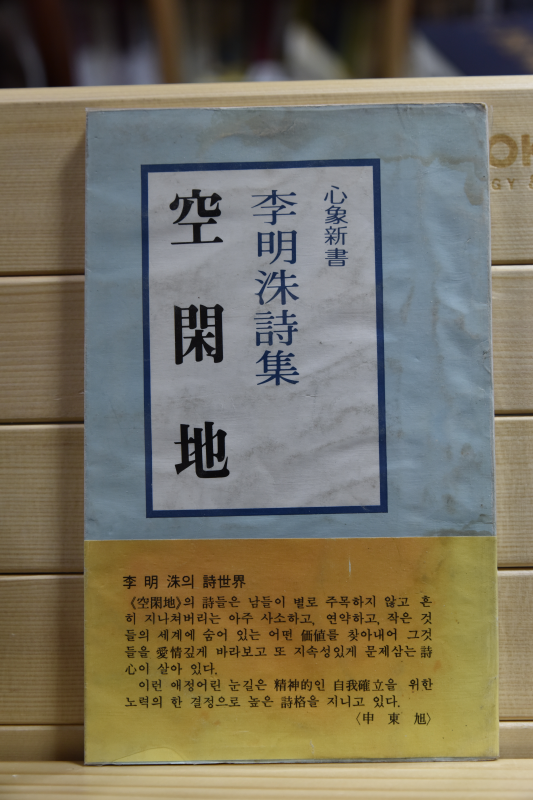 心象新書
李明洙詩集
空閑地
李明 洙의 詩世界
《空閑地》의 詩들은 남들이 별로 주목하지 않고 흔
히 지나쳐버리는 아주 사소하고, 연약하고, 작은 것
들의 세계에 숨어 있는 어떤 価値를 찾아내어 그것
들을 愛情깊게 바라보고 또 지속성있게 문제삼는 詩
心이 살아 있다.
이런 애정어린 눈길은 精神的인 自我確立을 위한
노력의 한 결정으로 높은 詩格을 지니고 있다.
〈申東旭〉
OK
GY &